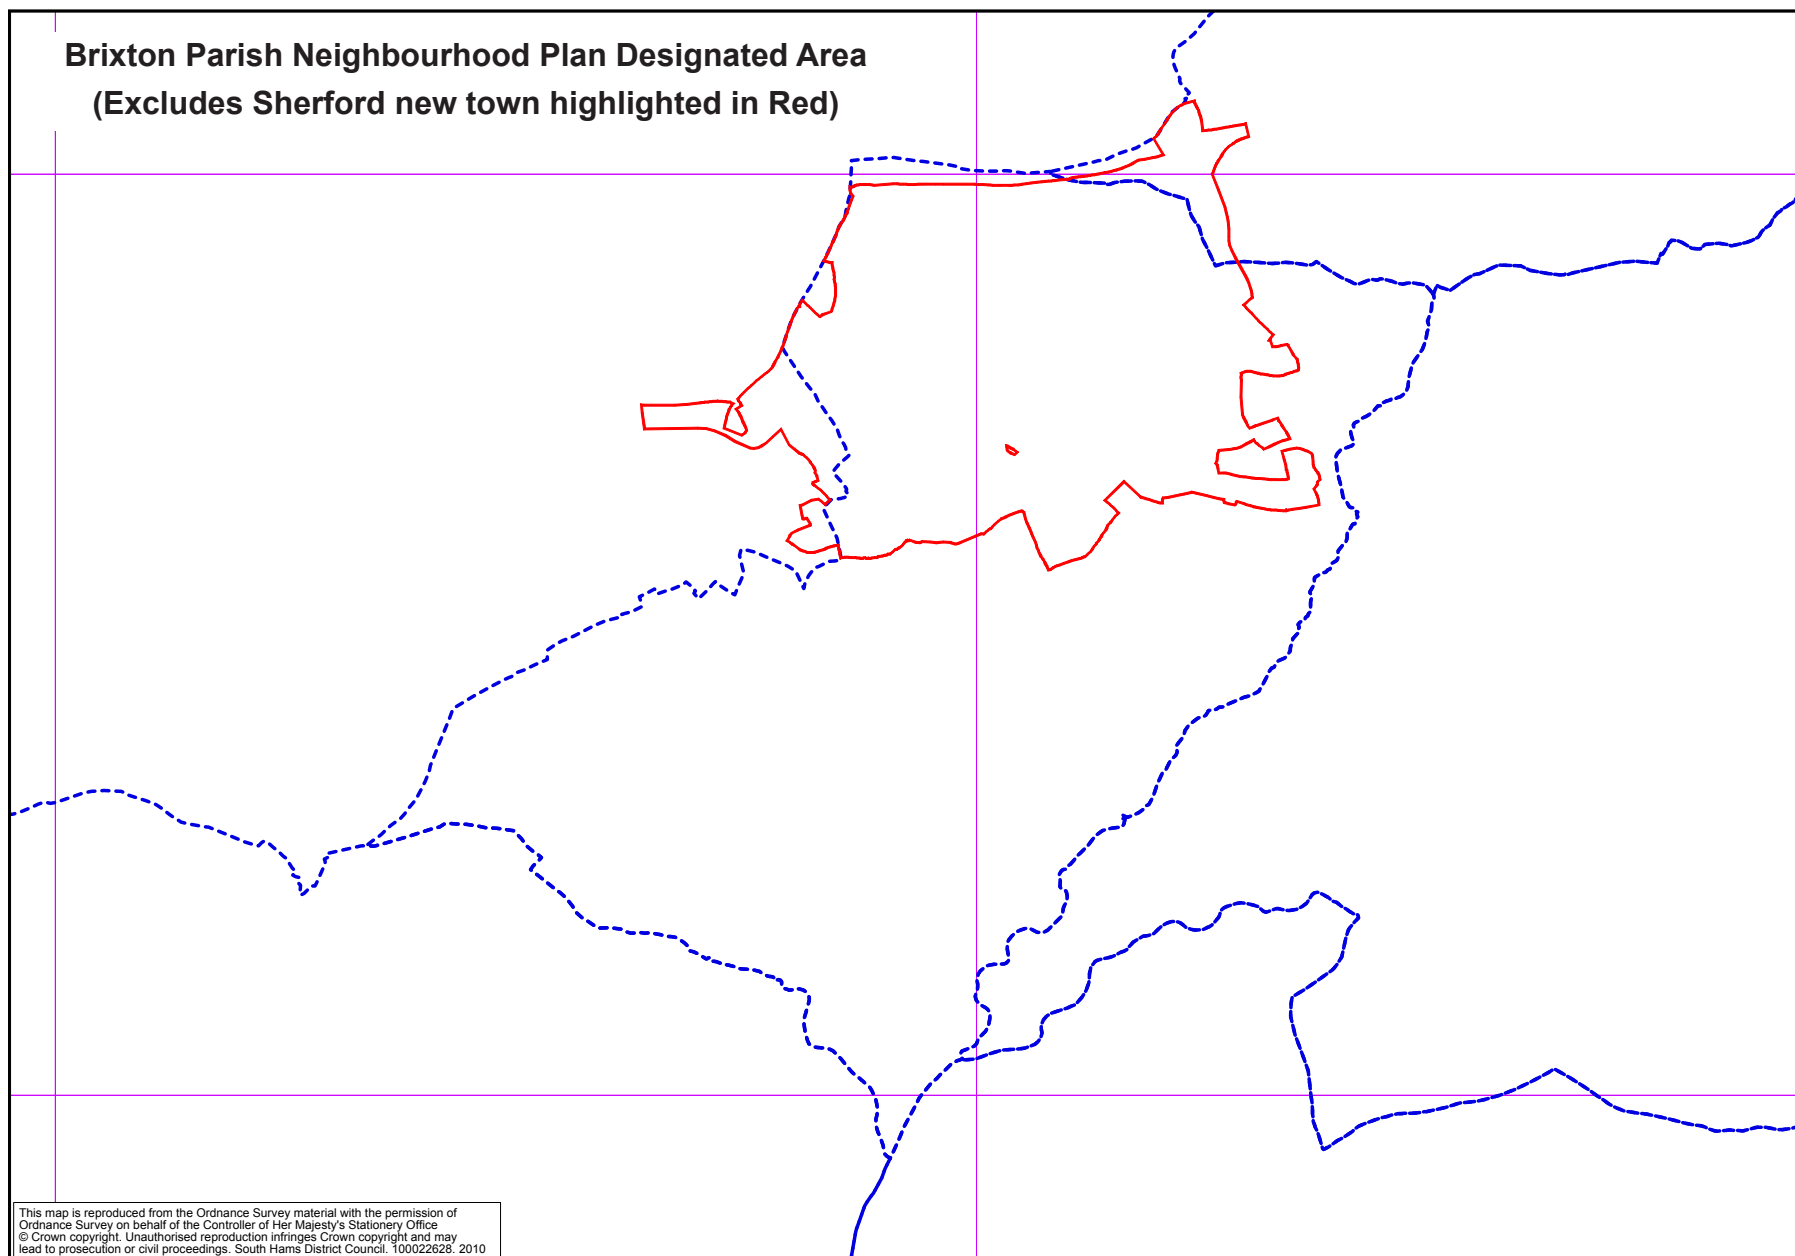 Brixton Parish Neighbourhood Plan Designated Area
(Excludes Sherford new town highlighted in Red)
This map is reproduced from the Ordnance Survey material with the permission of
Ordnance Survey on behalf of the Controller of Her Majesty's Stationery Office
© Crown copyright. Unauthorised reproduction infringes Crown copyright and may
lead to prosecution or civil proceedings. South Hams District Council. 100022628. 2010